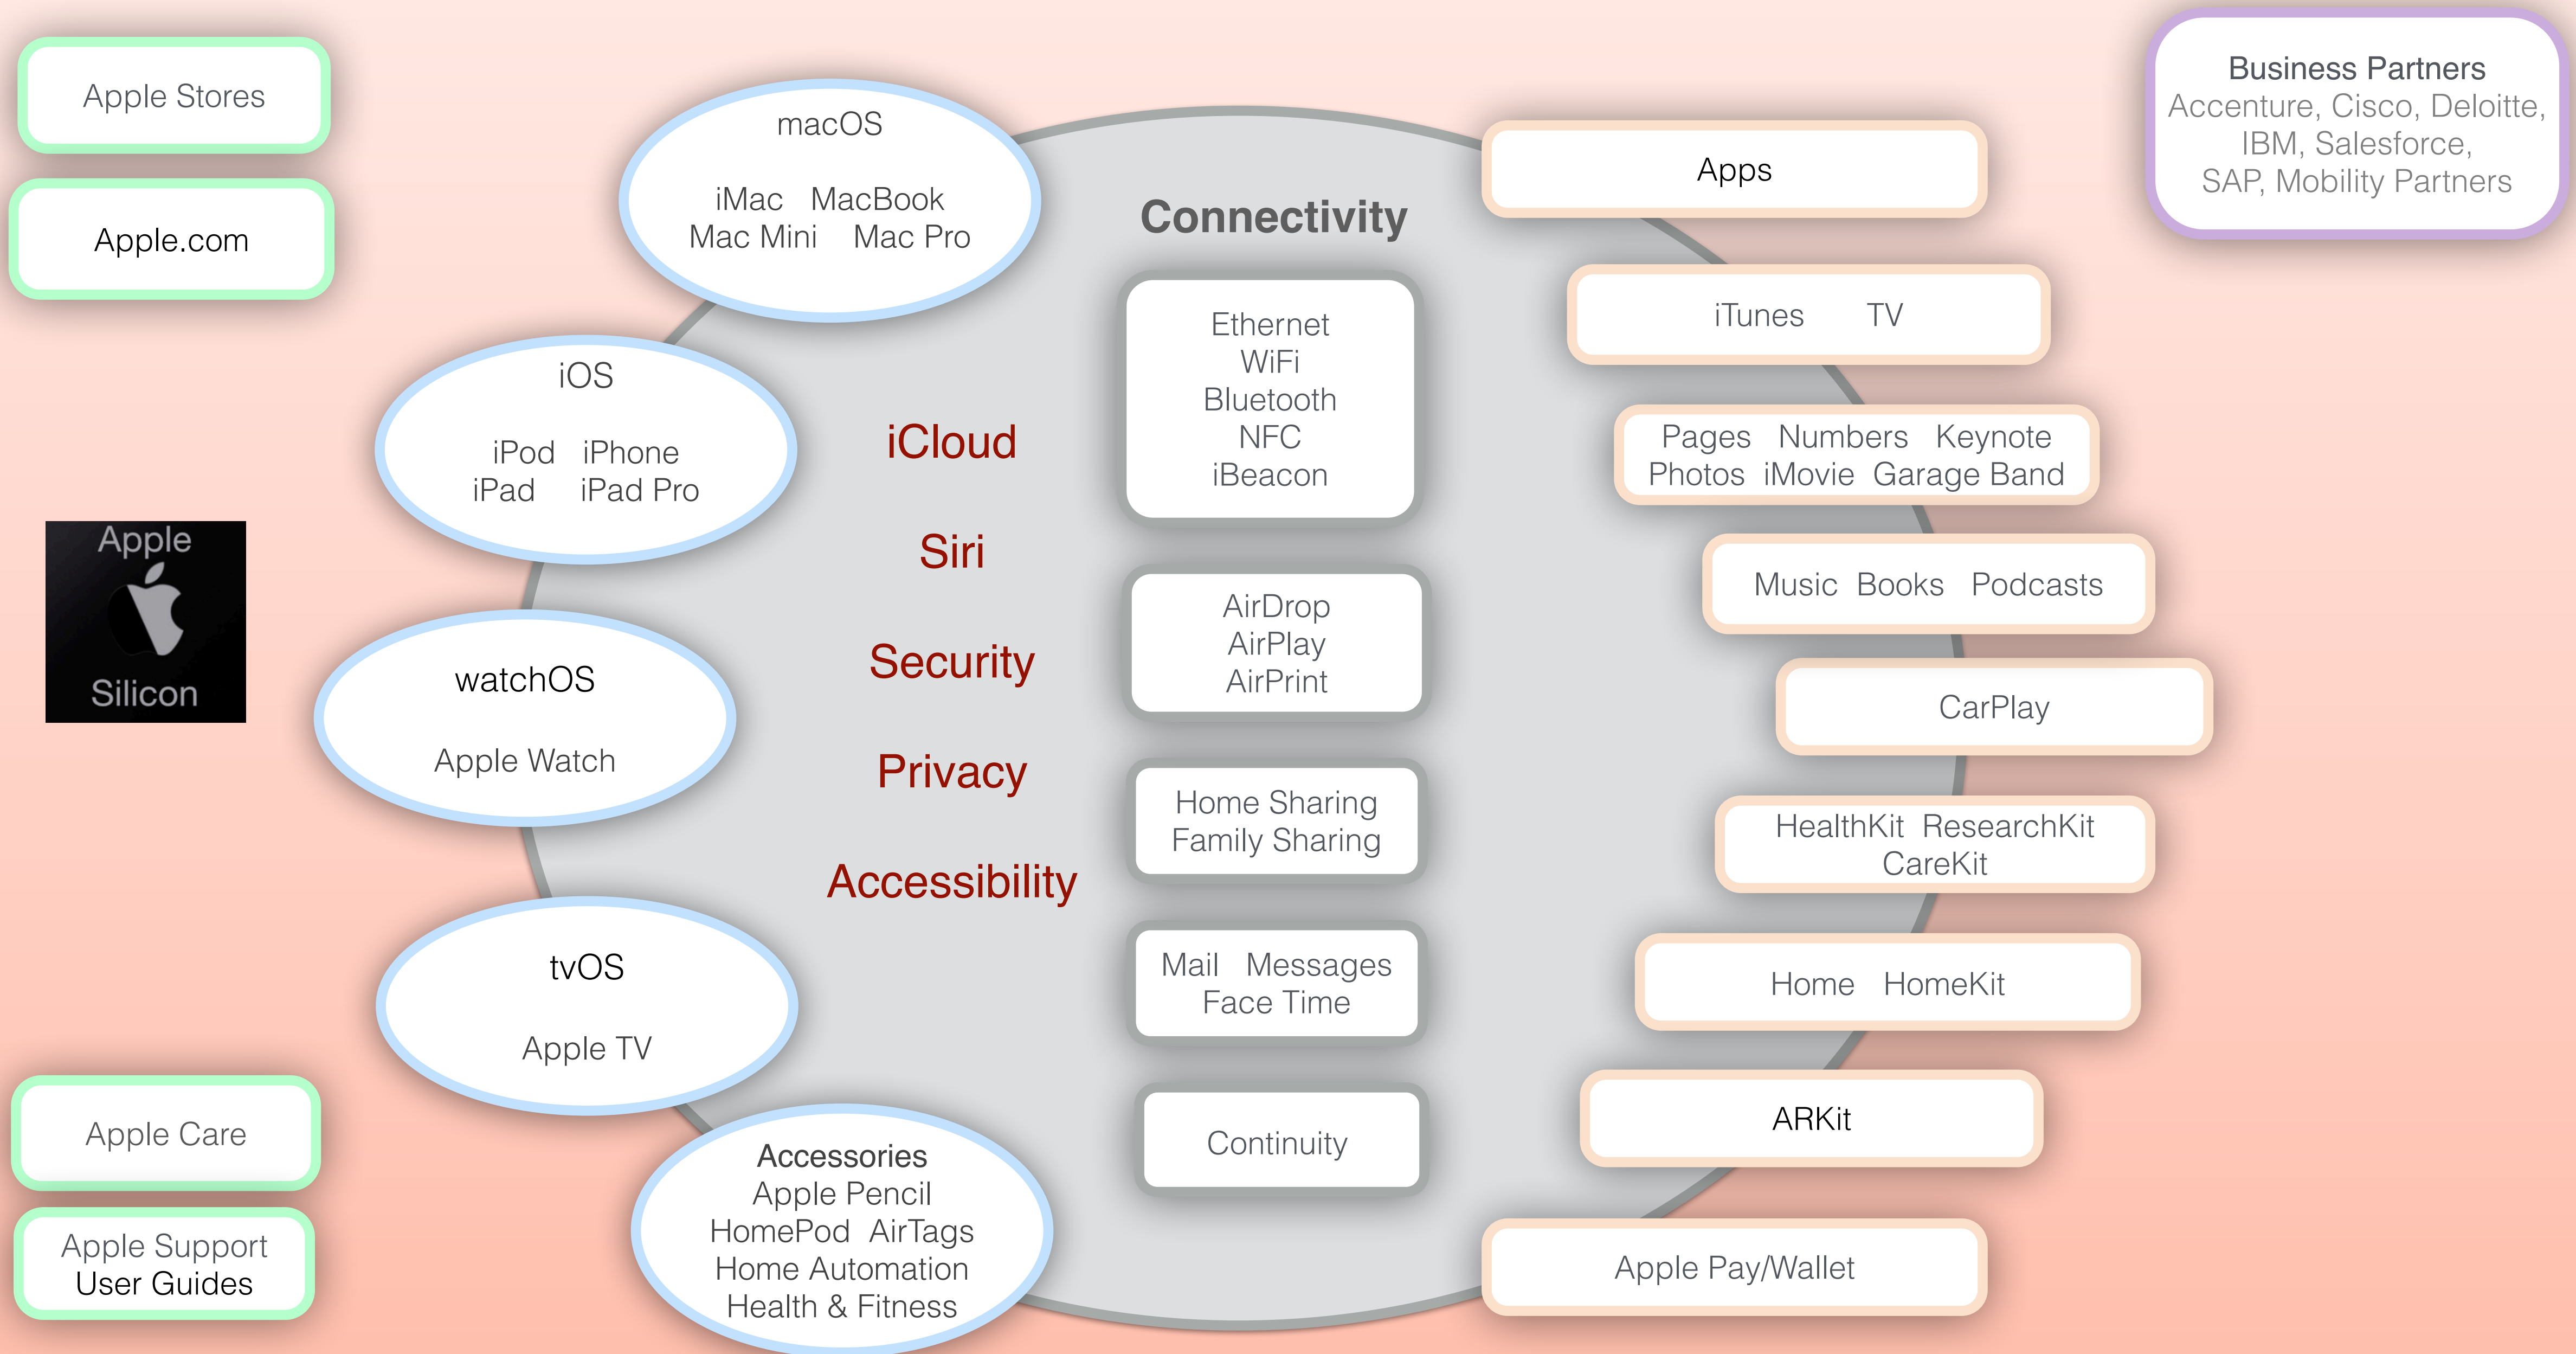 Apple Stores
Apple.com
Apple
Silicon
Apple Care
Apple Support
User Guides
macOS
iMac MacBook
Mac Mini Mac Pro
iOS
iPod iPhone
iPad iPad Pro
watchOS
Apple Watch
tvOS
Apple TV
Accessories
Apple Pencil
HomePod AirTags
Home Automation
Health & Fitness
iCloud
Siri
Security
Privacy
Accessibility
Connectivity
Ethernet
WiFi
Bluetooth
NFC
iBeacon
AirDrop
AirPlay
AirPrint
Home Sharing
Family Sharing
Mail Messages
Face Time
Continuity
Apps
iTunes TV
Pages Numbers Keynote
Photos iMovie Garage Band
Music Books Podcasts
CarPlay
HealthKit ResearchKit
CareKit
Home HomeKit
ARKit
Apple Pay/Wallet
Business Partners
Accenture, Cisco, Deloitte,
IBM, Salesforce,
SAP, Mobility Partners